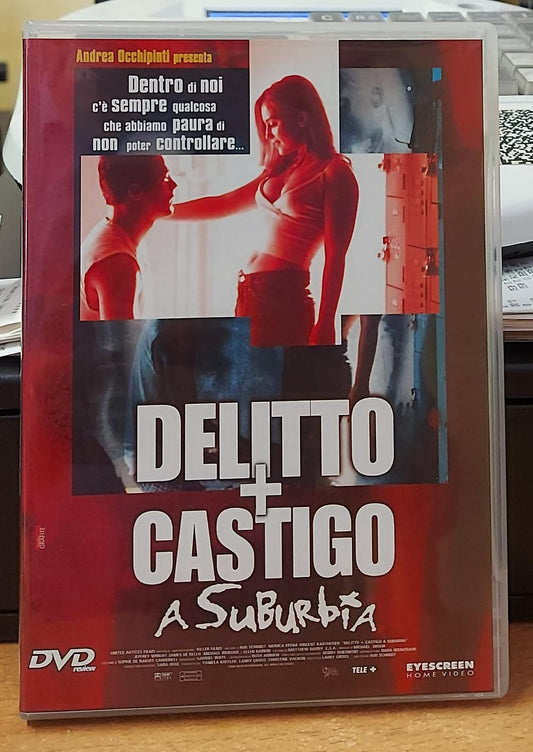 Andrea Occhipinti presenta
Dentro di noi
c'è sempre qualcosa
che abbiamo paura di
non poter controllare...
DELITTO
+
CASTIGO
A SUBURBIA
DVD
review
TELE +
EYESCREEN
HOME VIDEO